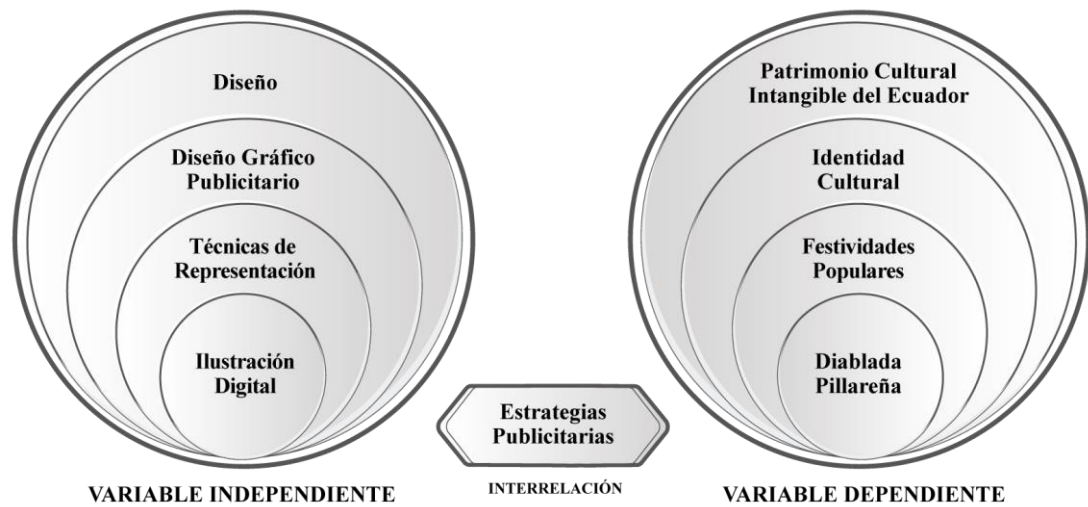 Diseño
Diseño Gráfico
Publicitario
Técnicas de
Representación
Ilustración
Digital
VARIABLE INDEPENDIENTE
Estrategias
Publicitarias
INTERRELACIÓN
Patrimonio Cultural
Intangible del Ecuador
Identidad
Cultural
Festividades
Populares
Diablada
Pillareña
VARIABLE DEPENDIENTE